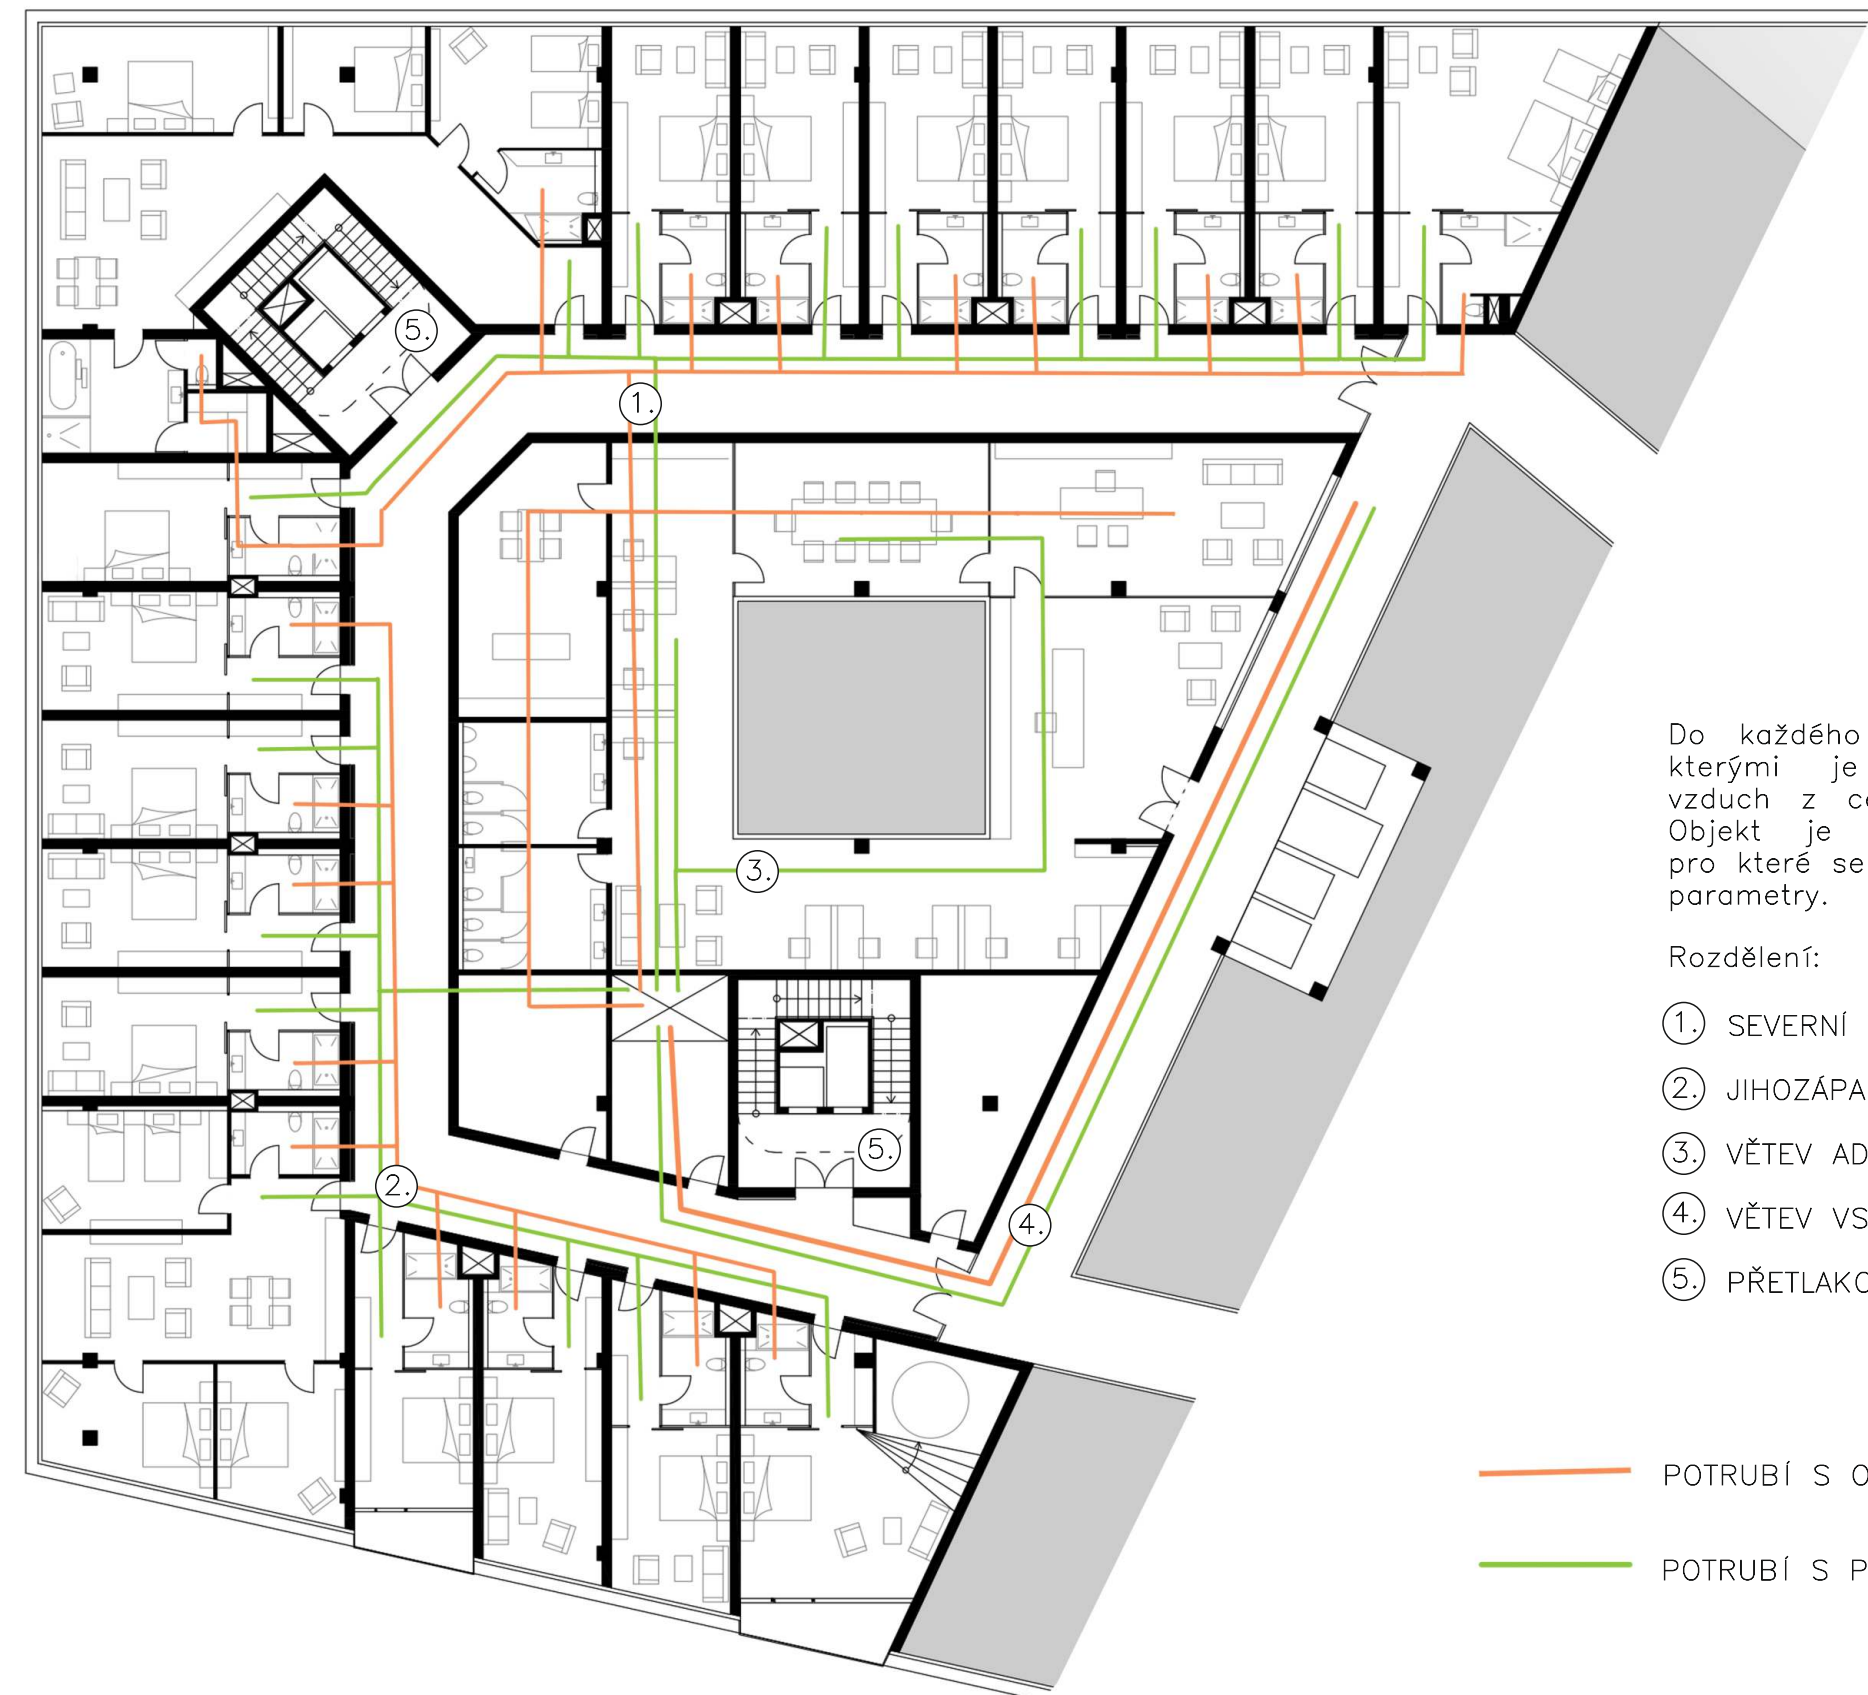 5.
1.
3.
5.
2.
4.
Do každého
kterými je
vzduch z ce
Objekt je
pro které se
parametry.
Rozdělení:
1. SEVERNÍ
2. JIHOZÁPA
3. VĚTEV AD
4. VĚTEV VS
5. PŘETLAKO
POTRUBÍ S O
POTRUBÍ S P